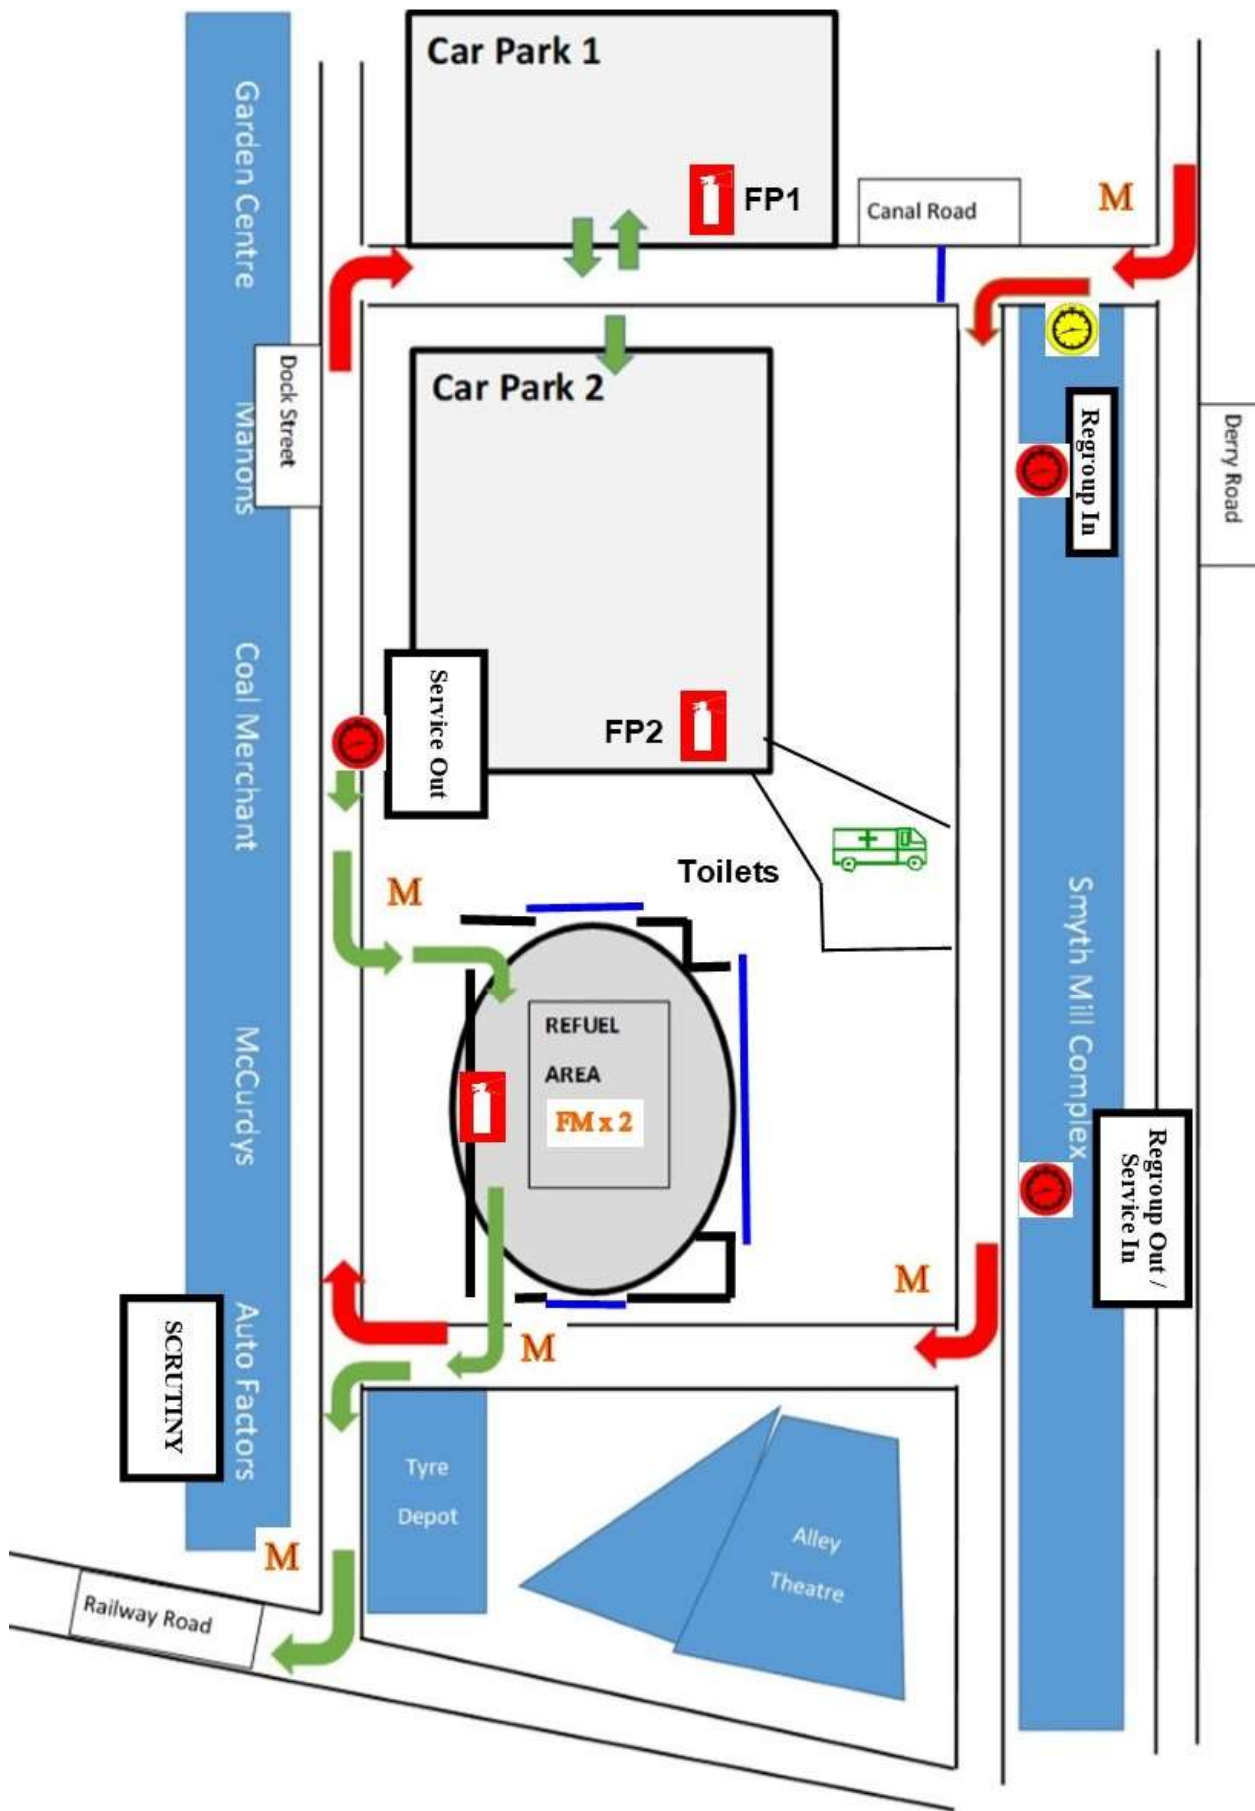 Car Park 1
FP1
Canal Road
M
Garden Centre
Car Park 2
Dock Street
Manons
Regroup In
Derry Road
Service Out
FP2
Coal Merchant
Toilets
M
Smyth Mill Complex
REFUEL
AREA
FM x 2
McCurdys
Regroup Out /
Service In
M
M
SCRUTINY
Auto Factors
Tyre
Depot
Alley
Theatre
M
Railway Road